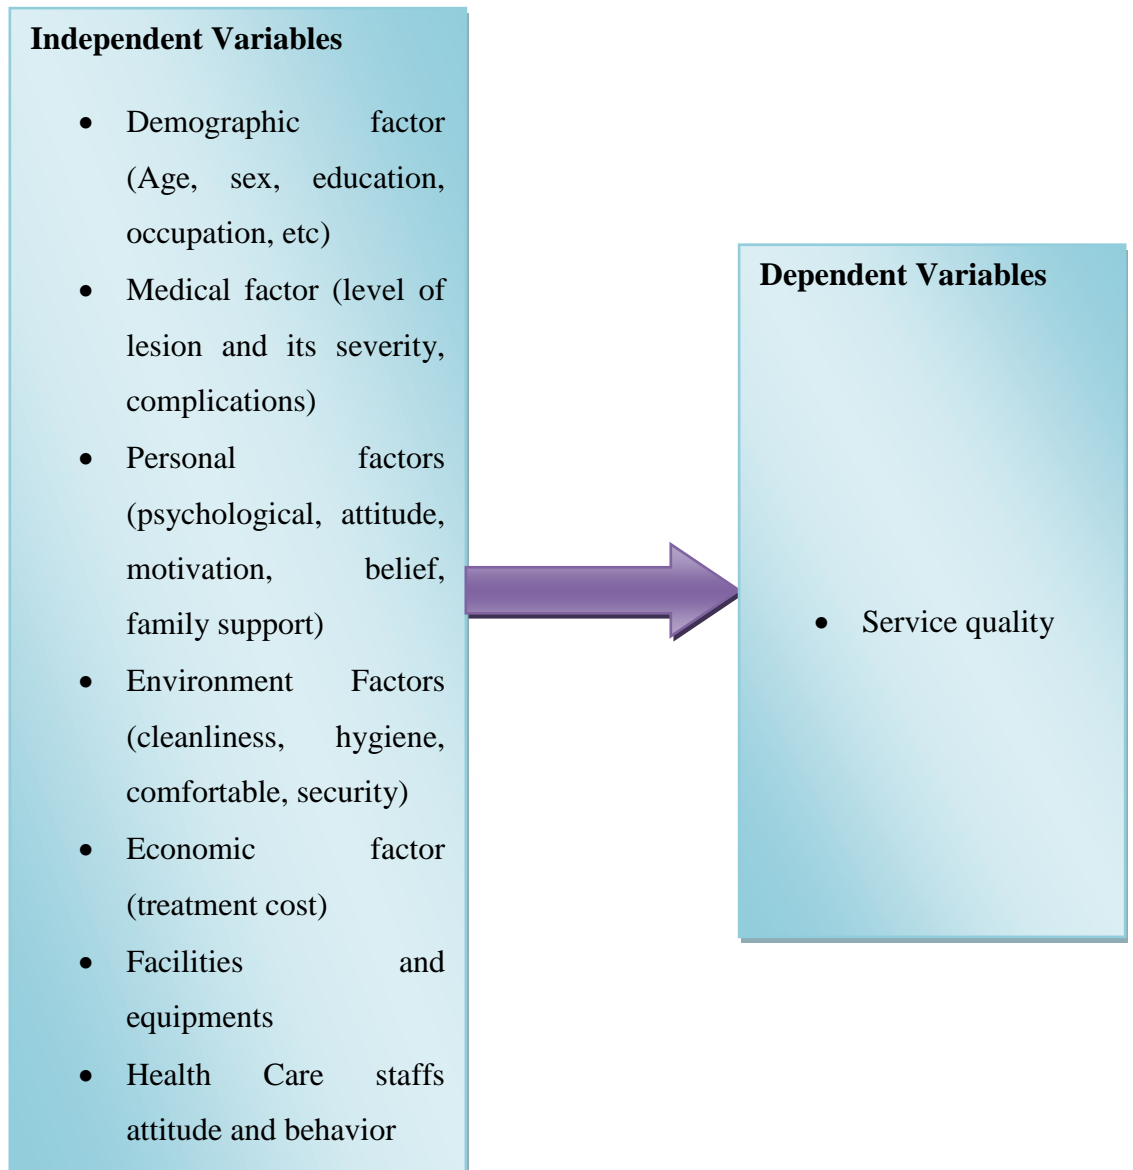 Independent Variables
• Demographic factor
(Age, sex, education,
occupation, etc)
• Medical factor (level of
lesion and its severity,
complications)
• Personal factors
(psychological, attitude,
motivation, belief,
family support)
• Environment Factors
(cleanliness, hygiene,
comfortable, security)
• Economic factor
(treatment cost)
• Facilities and
equipments
• Health Care staffs
attitude and behavior
Dependent Variables
• Service quality